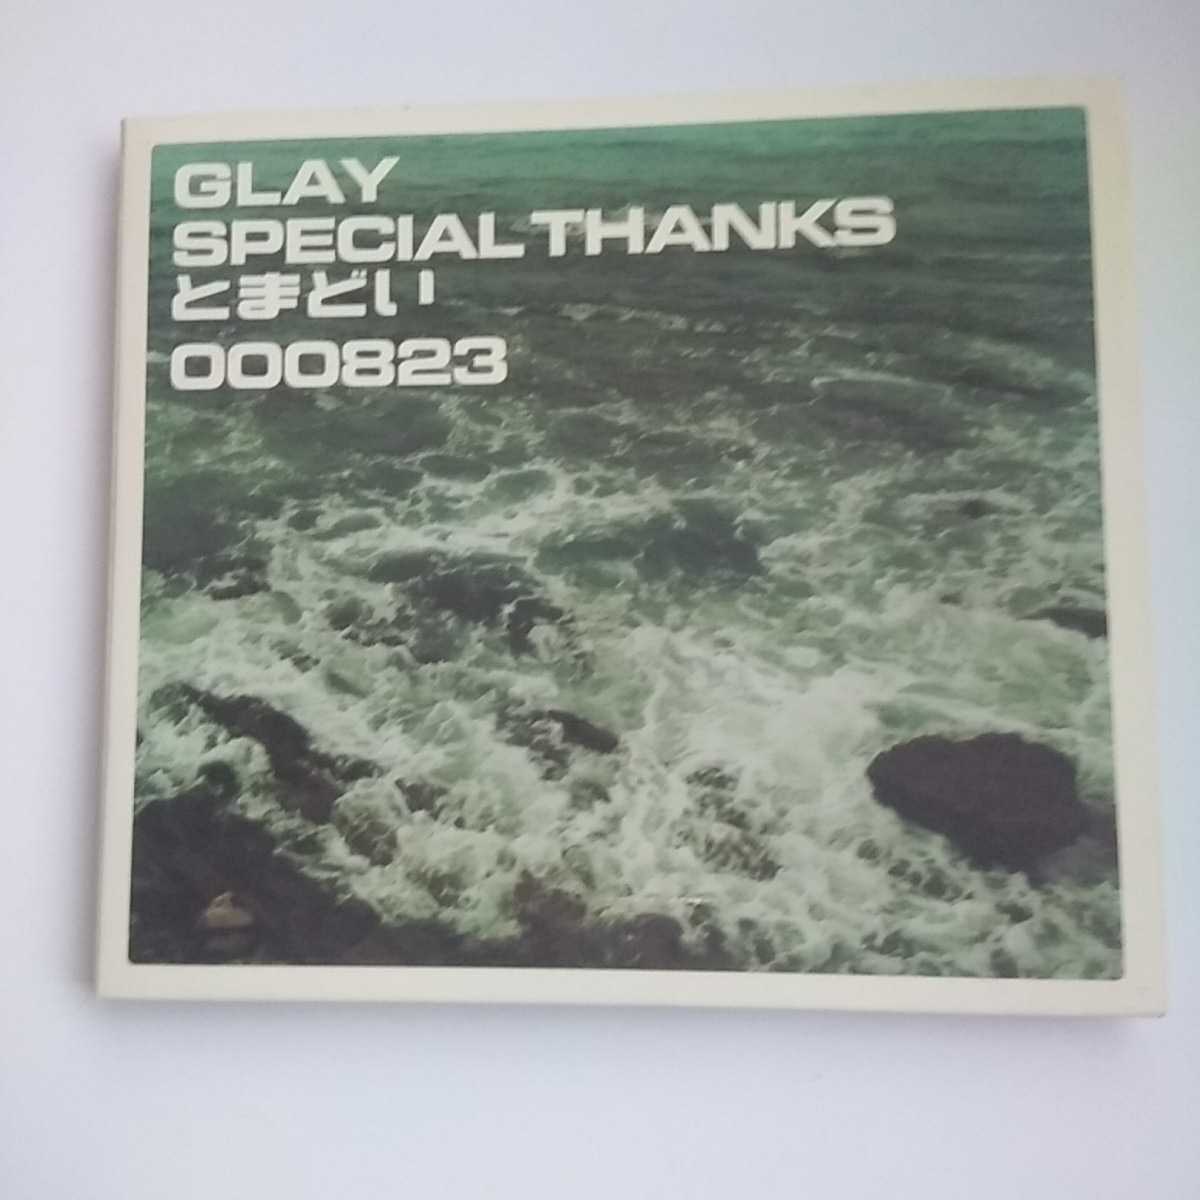 GLAY
SPECIAL THANKS
とまどい
000823